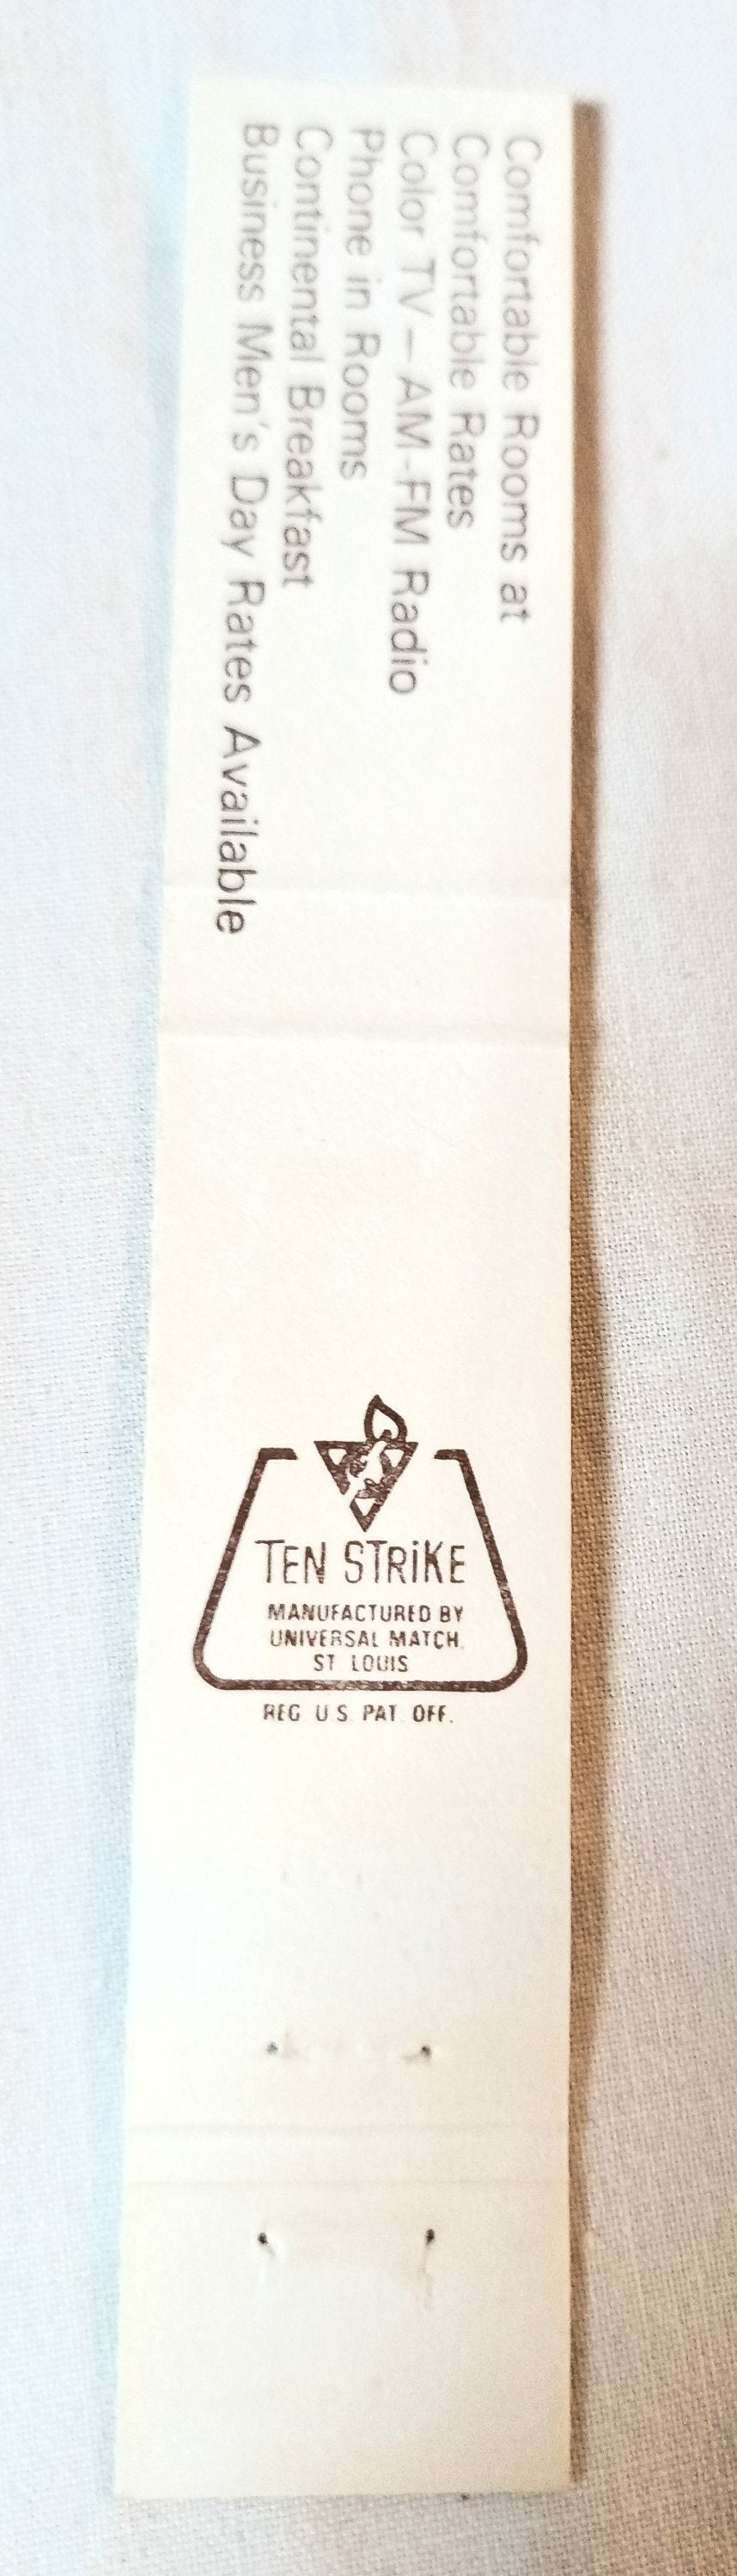 Comfortable Rooms at
Comfortable Rates
Color TV – AM-FM Radio
Phone in Rooms
Continental Breakfast
Business Men's Day Rates Available
TEN STRiKE
MANUFACTURED BY
UNIVERSAL MATCH,
ST LOUIS
REG U.S. PAT. OFF.